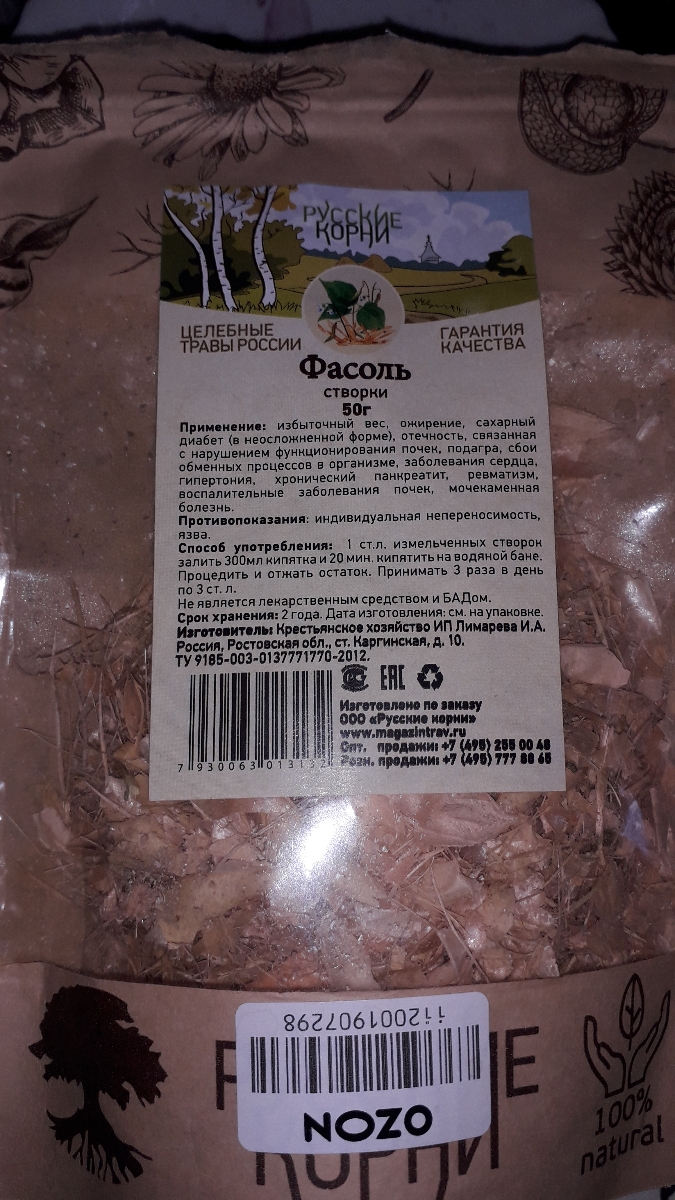 РУССКИЕ
КОРНИ
ЦЕЛЕБНЫЕ
ТРАВЫ РОССИИ
ГАРАНТИЯ
КАЧЕСТВА
Фасоль
створки
50г
Применение: избыточный вес, ожирение, сахарный
диабет (в неосложненной форме), отечность, связанная
с нарушением функционирования почек, подагра, сбои
обменных процессов в организме, заболевания сердца,
гипертония, хронический панкреатит, ревматизм,
воспалительные заболевания почек, мочекаменная
болезнь.
Противопоказания: индивидуальная непереносимость,
язва.
Способ употребления: 1 ст.л. измельченных створок
залить 300мл кипятка и 20 мин. кипятить на водяной бане.
Процедить и отжать остаток. Принимать 3 раза в день
по 3 ст. л.
Не является лекарственным средством и БАДом.
Срок хранения: 2 года. Дата изготовления: см. на упаковке.
Изготовитель: Крестьянское хозяйство ИП Лимарева И.А.
Россия, Ростовская обл., ст. Каргинская, д. 10.
ТУ 9185-003-0137771770-2012.
EAC
Изготовлено по заказу
ООО «Русские корни»
www.magazintrav.ru
Опт. продажи: +7 (495) 255 00 48
Розн. продажи: +7 (495) 777 88 65
7 930063 013132
ii2001907298
OZON
КОРНИ
100%
natural